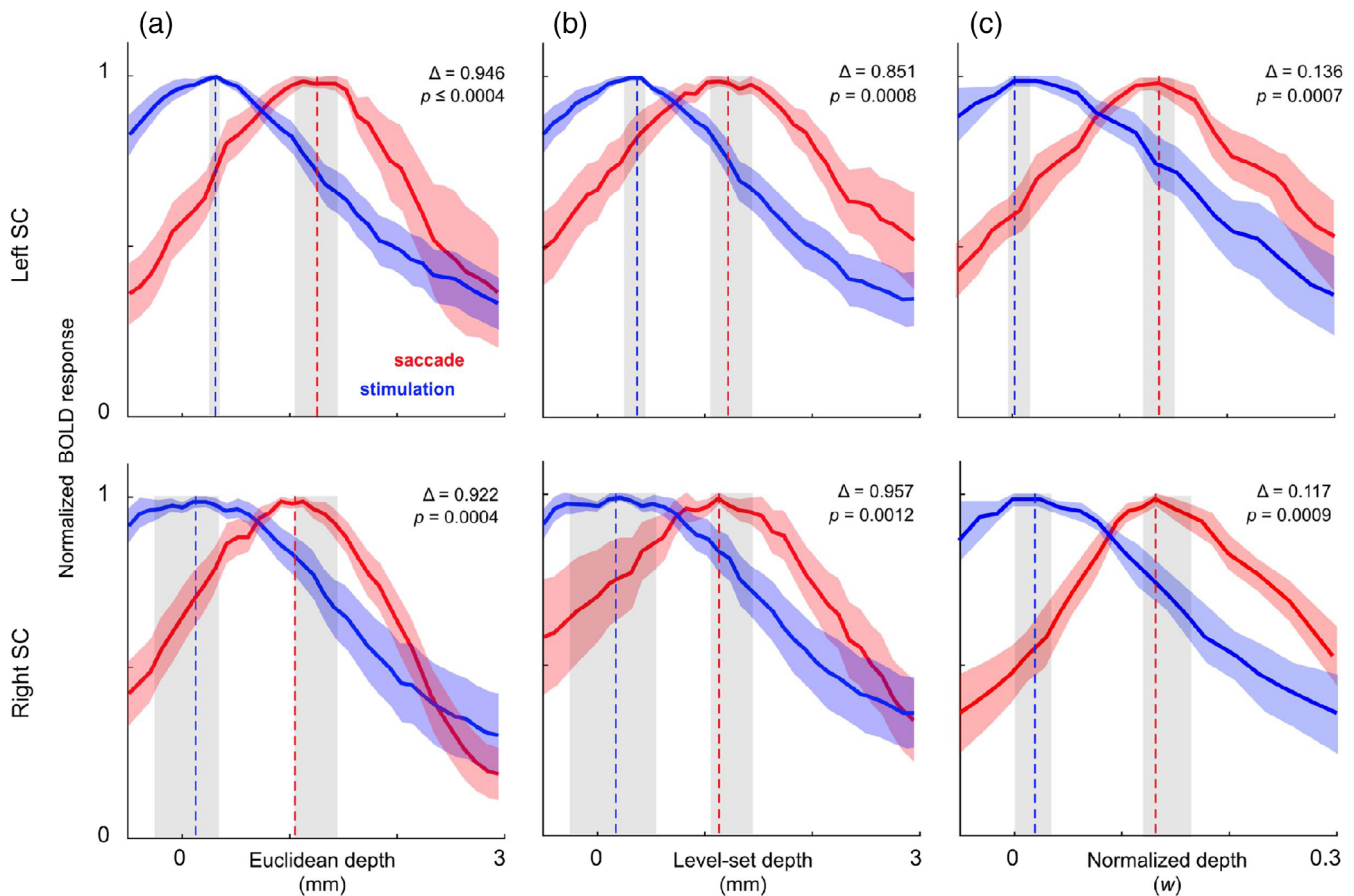 (a)
(b)
(c)
Left SC
Right SC
Normalized BOLD response
1
0
Δ = 0.946
p ≤ 0.0004
saccade
stimulation
Δ = 0.851
p = 0.0008
Δ = 0.136
p = 0.0007
1
0
Δ = 0.922
p = 0.0004
Δ = 0.957
p = 0.0012
Δ = 0.117
p = 0.0009
0
Euclidean depth
3
(mm)
0
Level-set depth
3
(mm)
0
Normalized depth
0.3
(w)